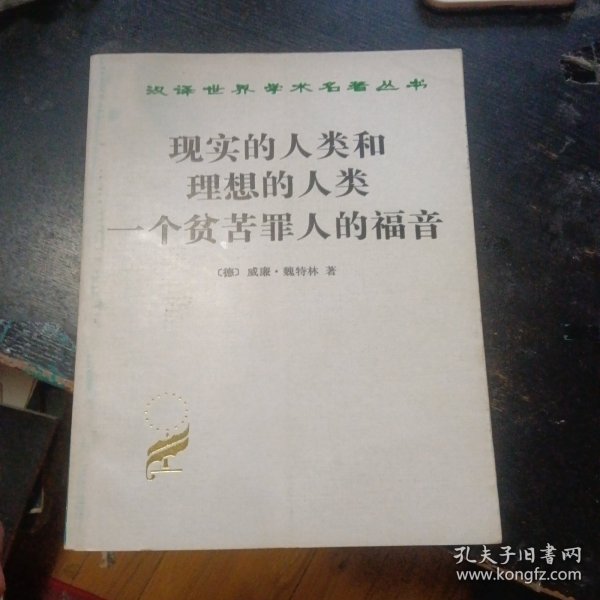 汉译世界学术名著丛书
现实的人类和
理想的人类
一个贫苦罪人的福音
〔德〕威廉·魏特林 著
孔夫子旧书网
www.kongfz.com